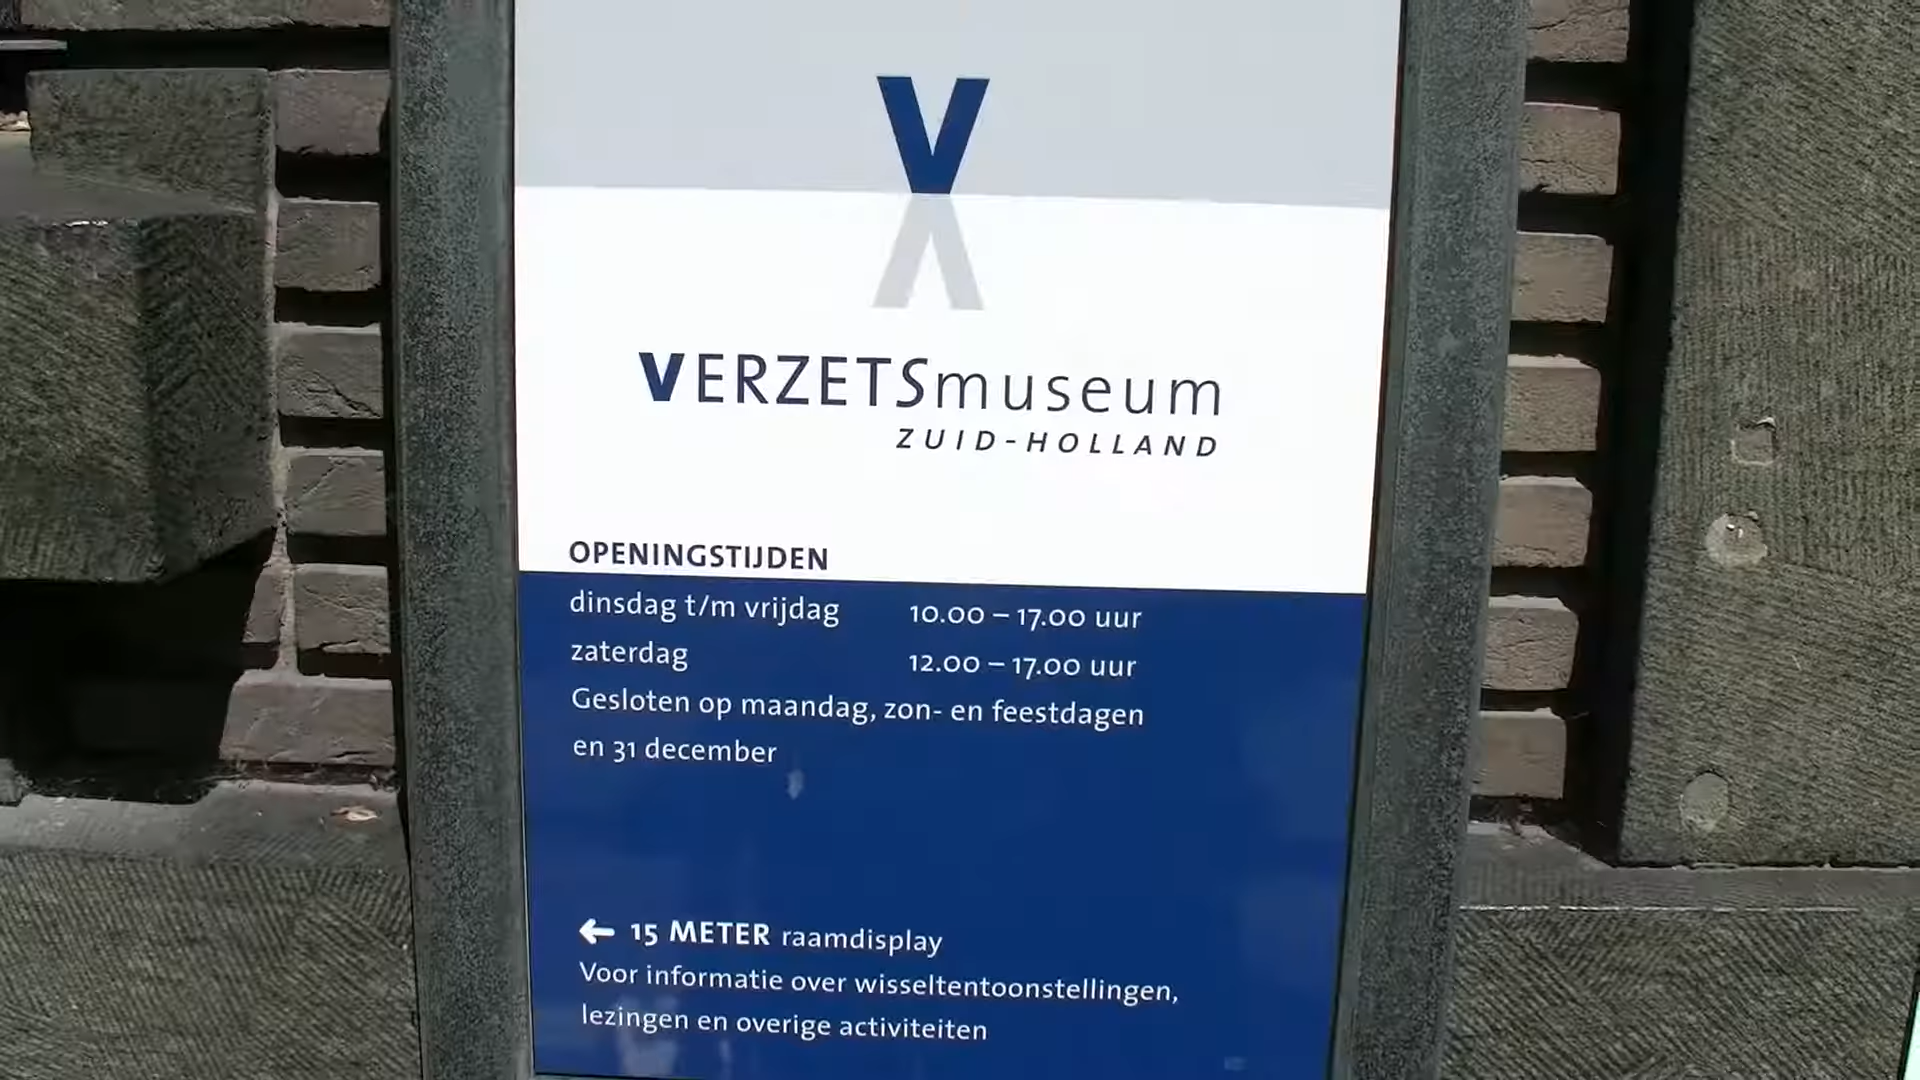 V
VERZETSmuseum
ZUID-HOLLAND
OPENINGSTIJDEN
dinsdag t/m vrijdag 10.00 – 17.00 uur
zaterdag 12.00 – 17.00 uur
Gesloten op maandag, zon- en feestdagen
en 31 december
← 15 METER raamdisplay
Voor informatie over wisseltentoonstellingen,
lezingen en overige activiteiten